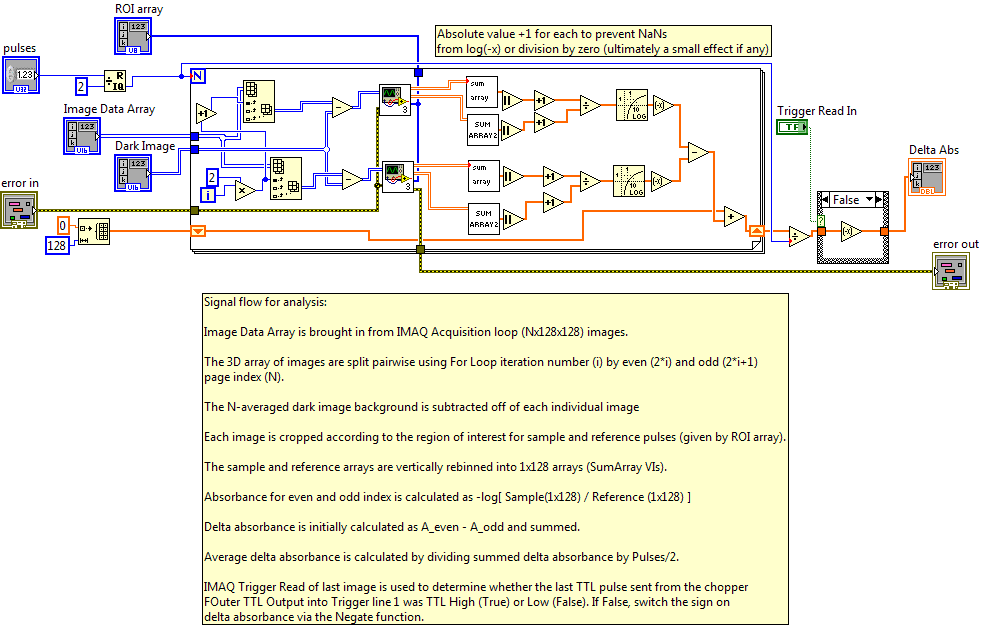 ROI array
123
U8
pulses
1.23
U32
2
R
IQ
Absolute value +1 for each to prevent NaNs
from log(-x) or division by zero (ultimately a small effect if any)
N
Image Data Array
123
U16
Dark Image
123
U16
+1
2
i
3
3
sum
array
SUM
ARRAY2
+1
+1
LOG
sum
array
SUM
ARRAY2
+1
+1
LOG
error in
0
128
Trigger Read In
TF
False
?
Delta Abs
123
DBL
error out
Signal flow for analysis:
Image Data Array is brought in from IMAQ Acquisition loop (Nx128x128) images.
The 3D array of images are split pairwise using For Loop iteration number (i) by even (2*i) and odd (2*i+1)
page index (N).
The N-averaged dark image background is subtracted off of each individual image
Each image is cropped according to the region of interest for sample and reference pulses (given by ROI array).
The sample and reference arrays are vertically rebinned into 1x128 arrays (SumArray VIs).
Absorbance for even and odd index is calculated as -log[ Sample(1x128) / Reference (1x128) ]
Delta absorbance is initially calculated as A_even - A_odd and summed.
Average delta absorbance is calculated by dividing summed delta absorbance by Pulses/2.
IMAQ Trigger Read of last image is used to determine whether the last TTL pulse sent from the chopper
FOuter TTL Output into Trigger line 1 was TTL High (True) or Low (False). If False, switch the sign on
delta absorbance via the Negate function.